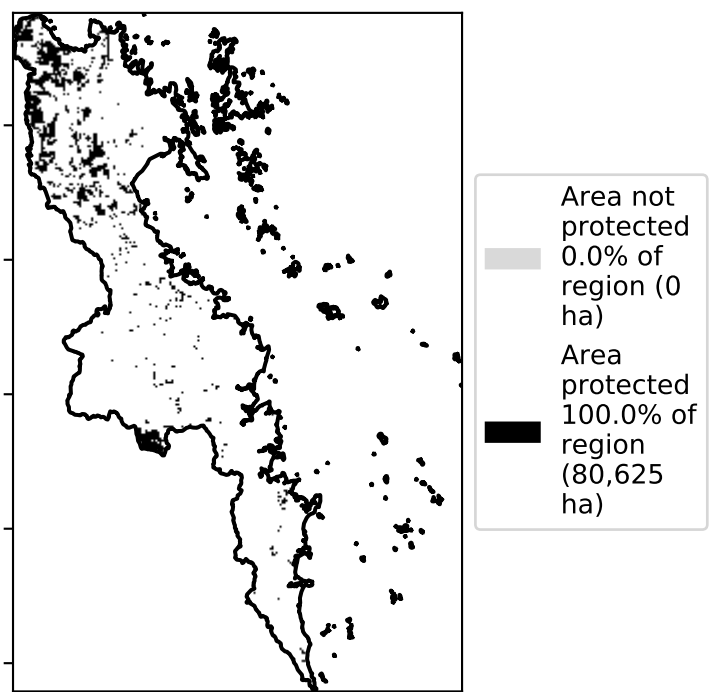 Area not
protected
0.0% of
region (0
ha)
Area
protected
100.0% of
region
(80,625
ha)